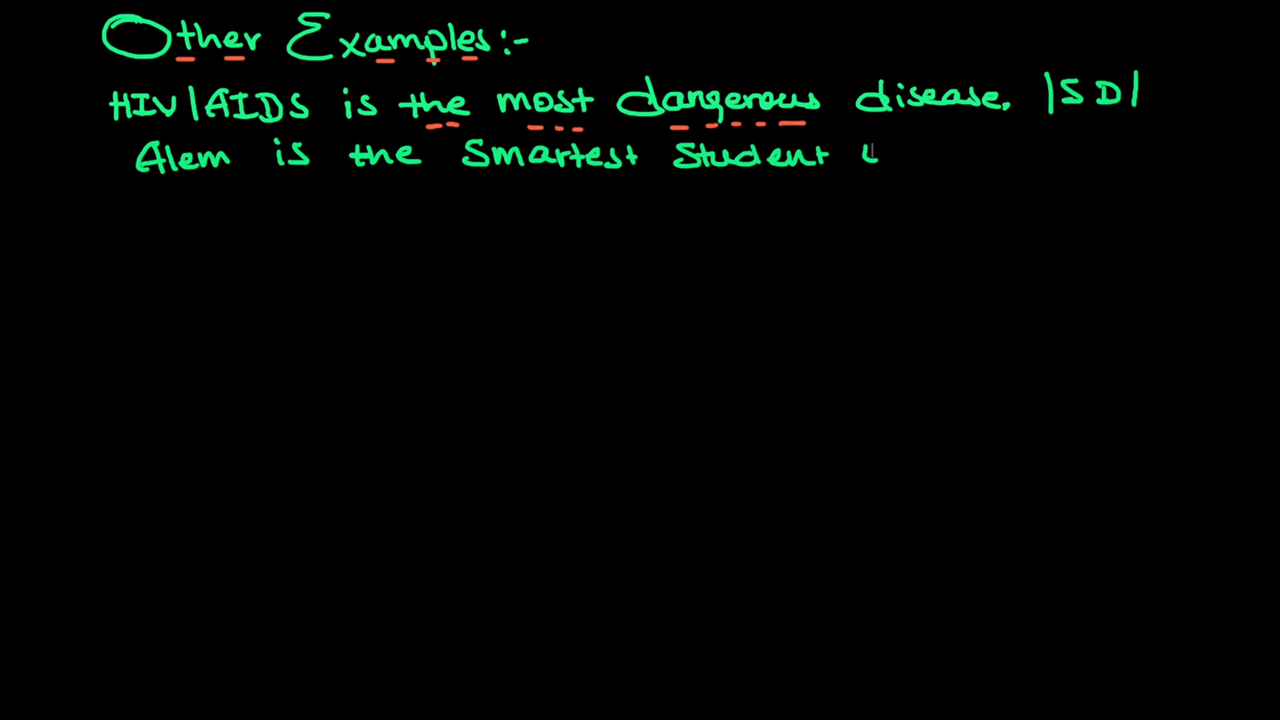 Other Examples:-
HIV/AIDS is the most dangerous disease. |SD|
Alem is the Smartest Student